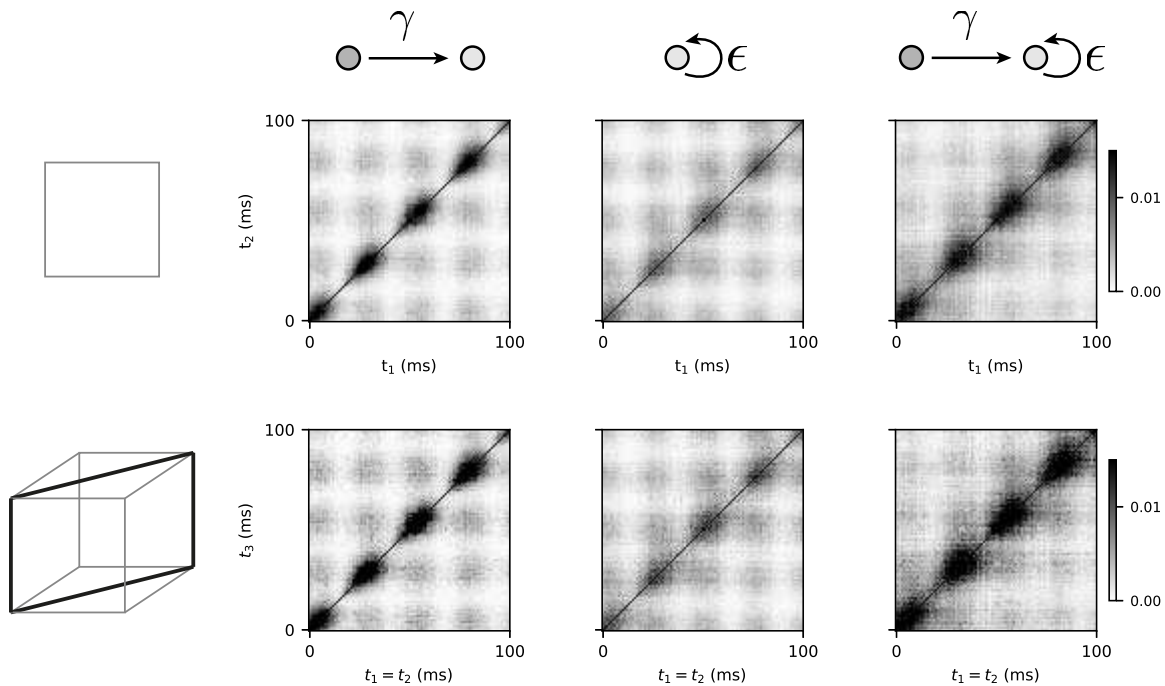 γ γ
ϵ ϵ
100
t₂ (ms)
0
0 100 0 100 0 100
t₁ (ms) t₁ (ms) t₁ (ms)
0.01
0.00
100
t₃ (ms)
0
0 100 0 100 0 100
t₁ = t₂ (ms) t₁ = t₂ (ms) t₁ = t₂ (ms)
0.01
0.00